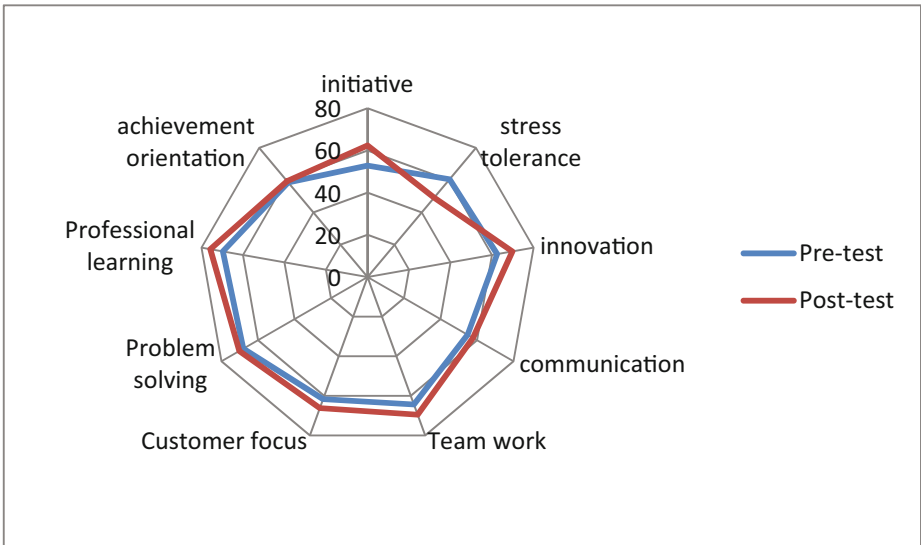 initiative
stress
tolerance
innovation
communication
Team work
Customer focus
Problem
solving
Professional
learning
achievement
orientation
80
60
40
20
0
Pre-test
Post-test